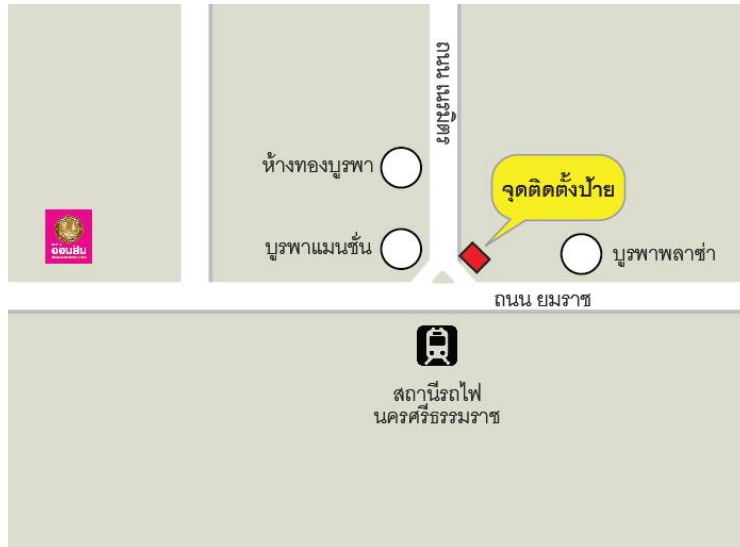 ถนน เนรมิตร
ห้างทองบูรพา
จุดติดตั้งป้าย
ออมสิน
บูรพาแมนชั่น
บูรพาพลาซ่า
ถนน ยมราช
สถานีรถไฟ
นครศรีธรรมราช